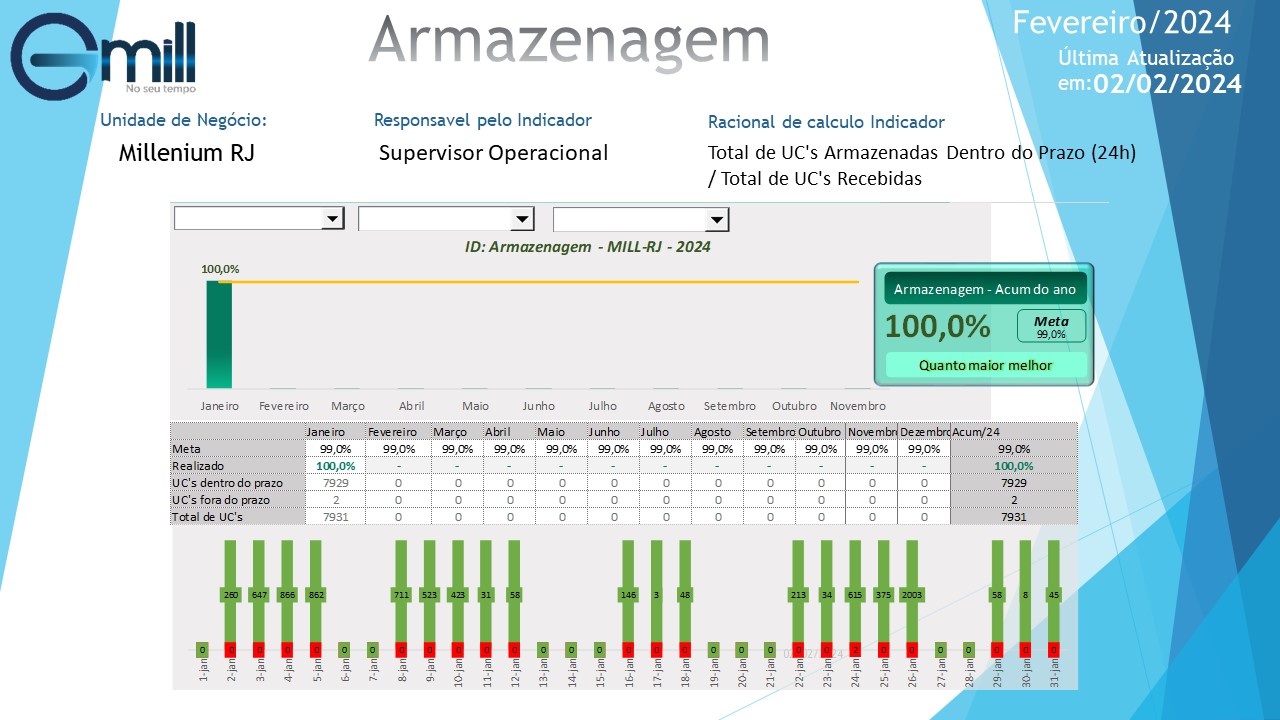 Gmill
No seu tempo
Armazenagem
Fevereiro/2024
Última Atualização
em:02/02/2024
Unidade de Negócio:
Millenium RJ
Responsavel pelo Indicador
Supervisor Operacional
Racional de calculo Indicador
Total de UC's Armazenadas Dentro do Prazo (24h)
/ Total de UC's Recebidas
ID: Armazenagem - MILL-RJ - 2024
100,0%
Armazenagem - Acum do ano
100,0%
Meta
99,0%
Quanto maior melhor
Janeiro Fevereiro Março Abril Maio Junho Julho Agosto Setembro Outubro Novembro
Janeiro Fevereiro Março Abril Maio Junho Julho Agosto Setembro Outubro Novembr Dezembr Acum/24
Meta 99,0% 99,0% 99,0% 99,0% 99,0% 99,0% 99,0% 99,0% 99,0% 99,0% 99,0% 99,0% 99,0%
Realizado 100,0% - - - - - - - - - - - 100,0%
UC's dentro do prazo 7929 0 0 0 0 0 0 0 0 0 0 0 7929
UC's fora do prazo 2 0 0 0 0 0 0 0 0 0 0 0 2
Total de UC's 7931 0 0 0 0 0 0 0 0 0 0 0 7931
260 647 866 862 711 523 423 31 58 146 3 48 213 34 615 375 2003 58 8 45
0 0 0 0 0 0 0 0 0 0 0 0 0 0 0 0 0 0 0 0 0 0 0 2 0 0 0 0 0 0 0
1-jan 2-jan 3-jan 4-jan 5-jan 6-jan 7-jan 8-jan 9-jan 10-jan 11-jan 12-jan 13-jan 14-jan 15-jan 16-jan 17-jan 18-jan 19-jan 20-jan 21-jan 22-jan 23-jan 24-jan 25-jan 26-jan 27-jan 28-jan 29-jan 30-jan 31-jan